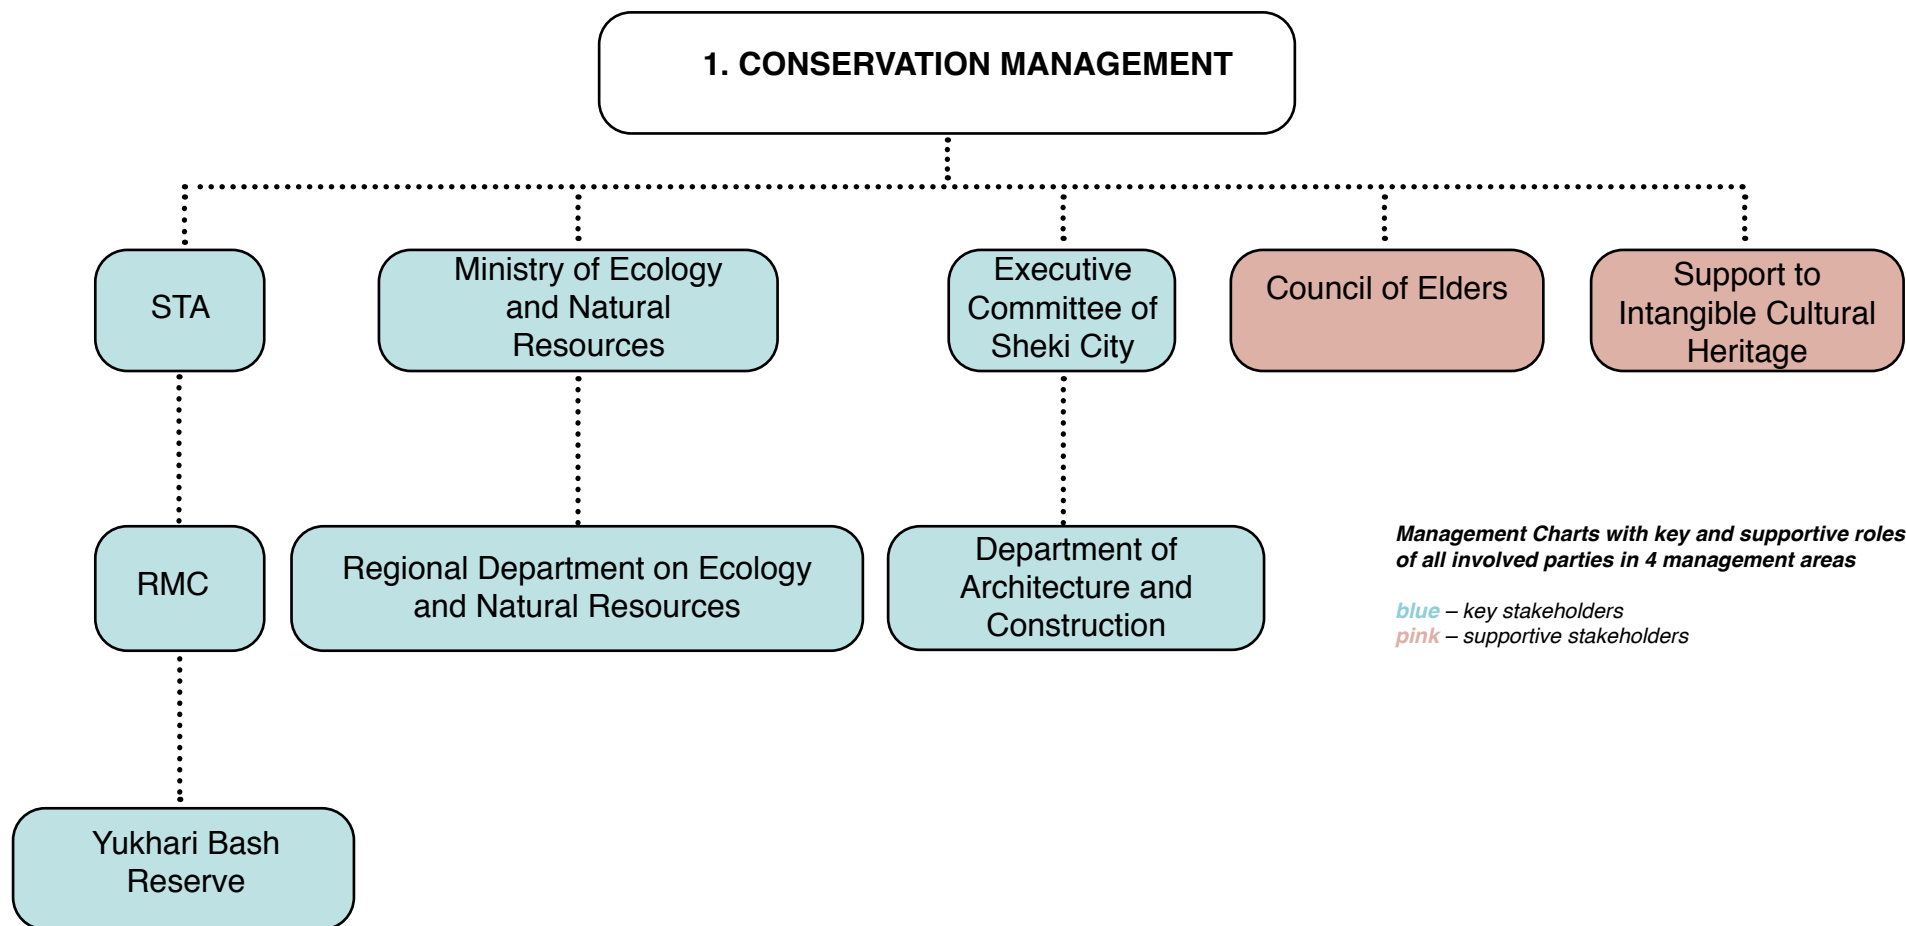 1. CONSERVATION MANAGEMENT
STA
Ministry of Ecology
and Natural
Resources
Executive
Committee of
Sheki City
Council of Elders
Support to
Intangible Cultural
Heritage
RMC
Regional Department on Ecology
and Natural Resources
Department of
Architecture and
Construction
Management Charts with key and supportive roles
of all involved parties in 4 management areas
blue – key stakeholders
pink – supportive stakeholders
Yukhari Bash
Reserve